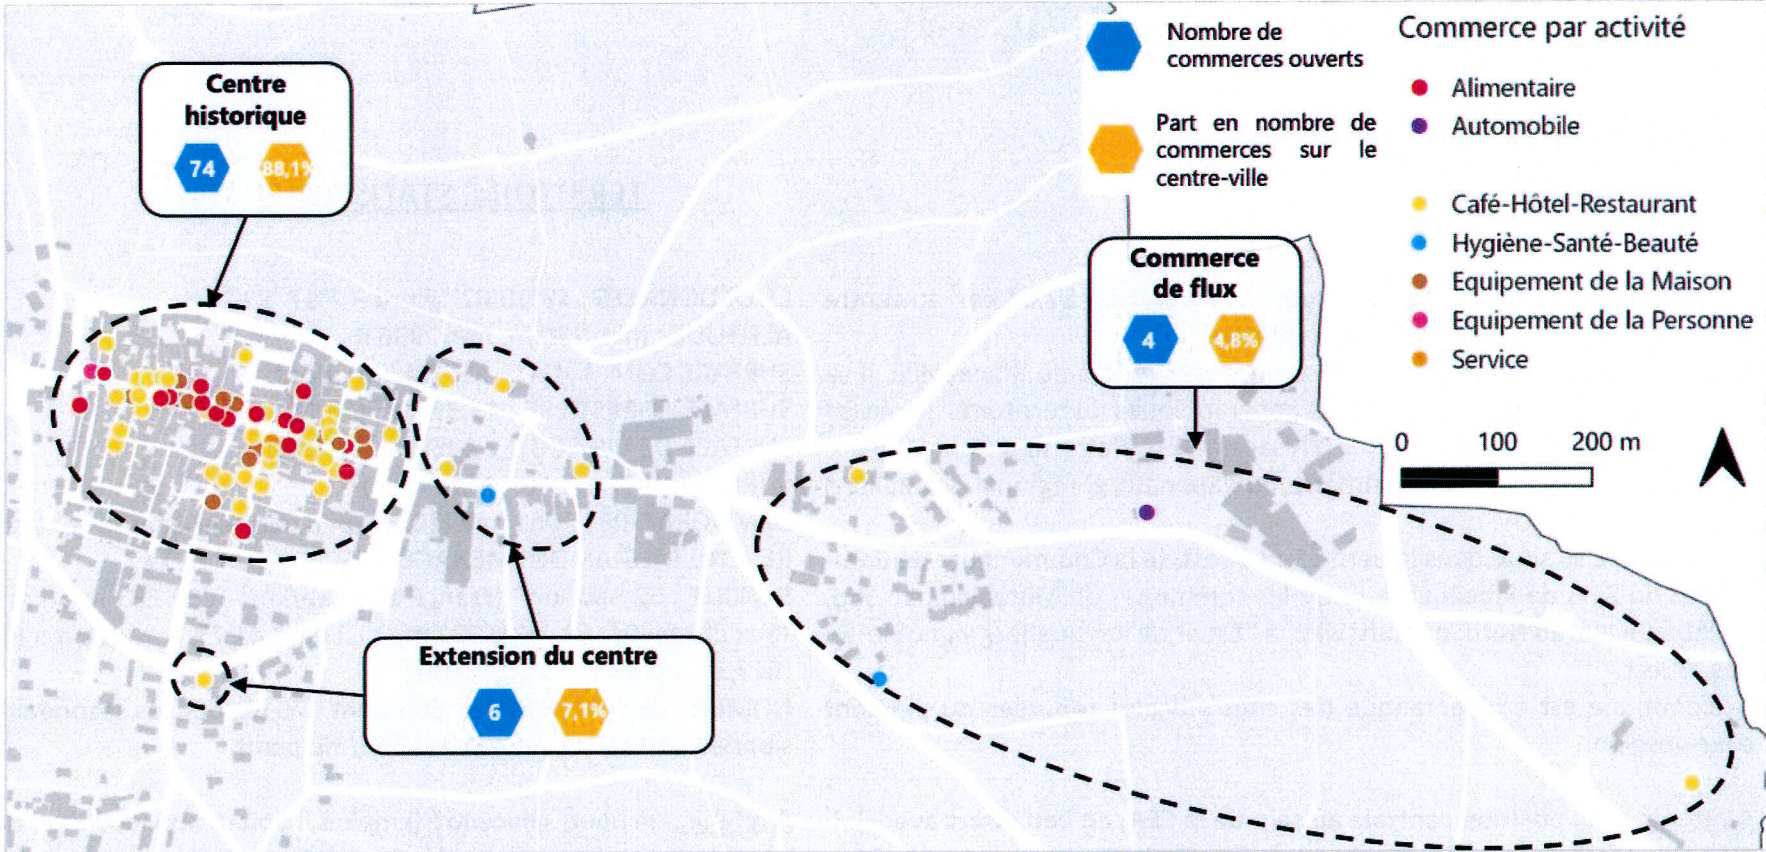 Centre
historique
74
88,1%
Nombre de
commerces ouverts
Part en nombre de
commerces sur le
centre-ville
Commerce par activité
Alimentaire
Automobile
Café-Hôtel-Restaurant
Hygiène-Santé-Beauté
Equipement de la Maison
Equipement de la Personne
Service
0 100 200 m
Commerce
de flux
4
4,8%
Extension du centre
6
7,1%